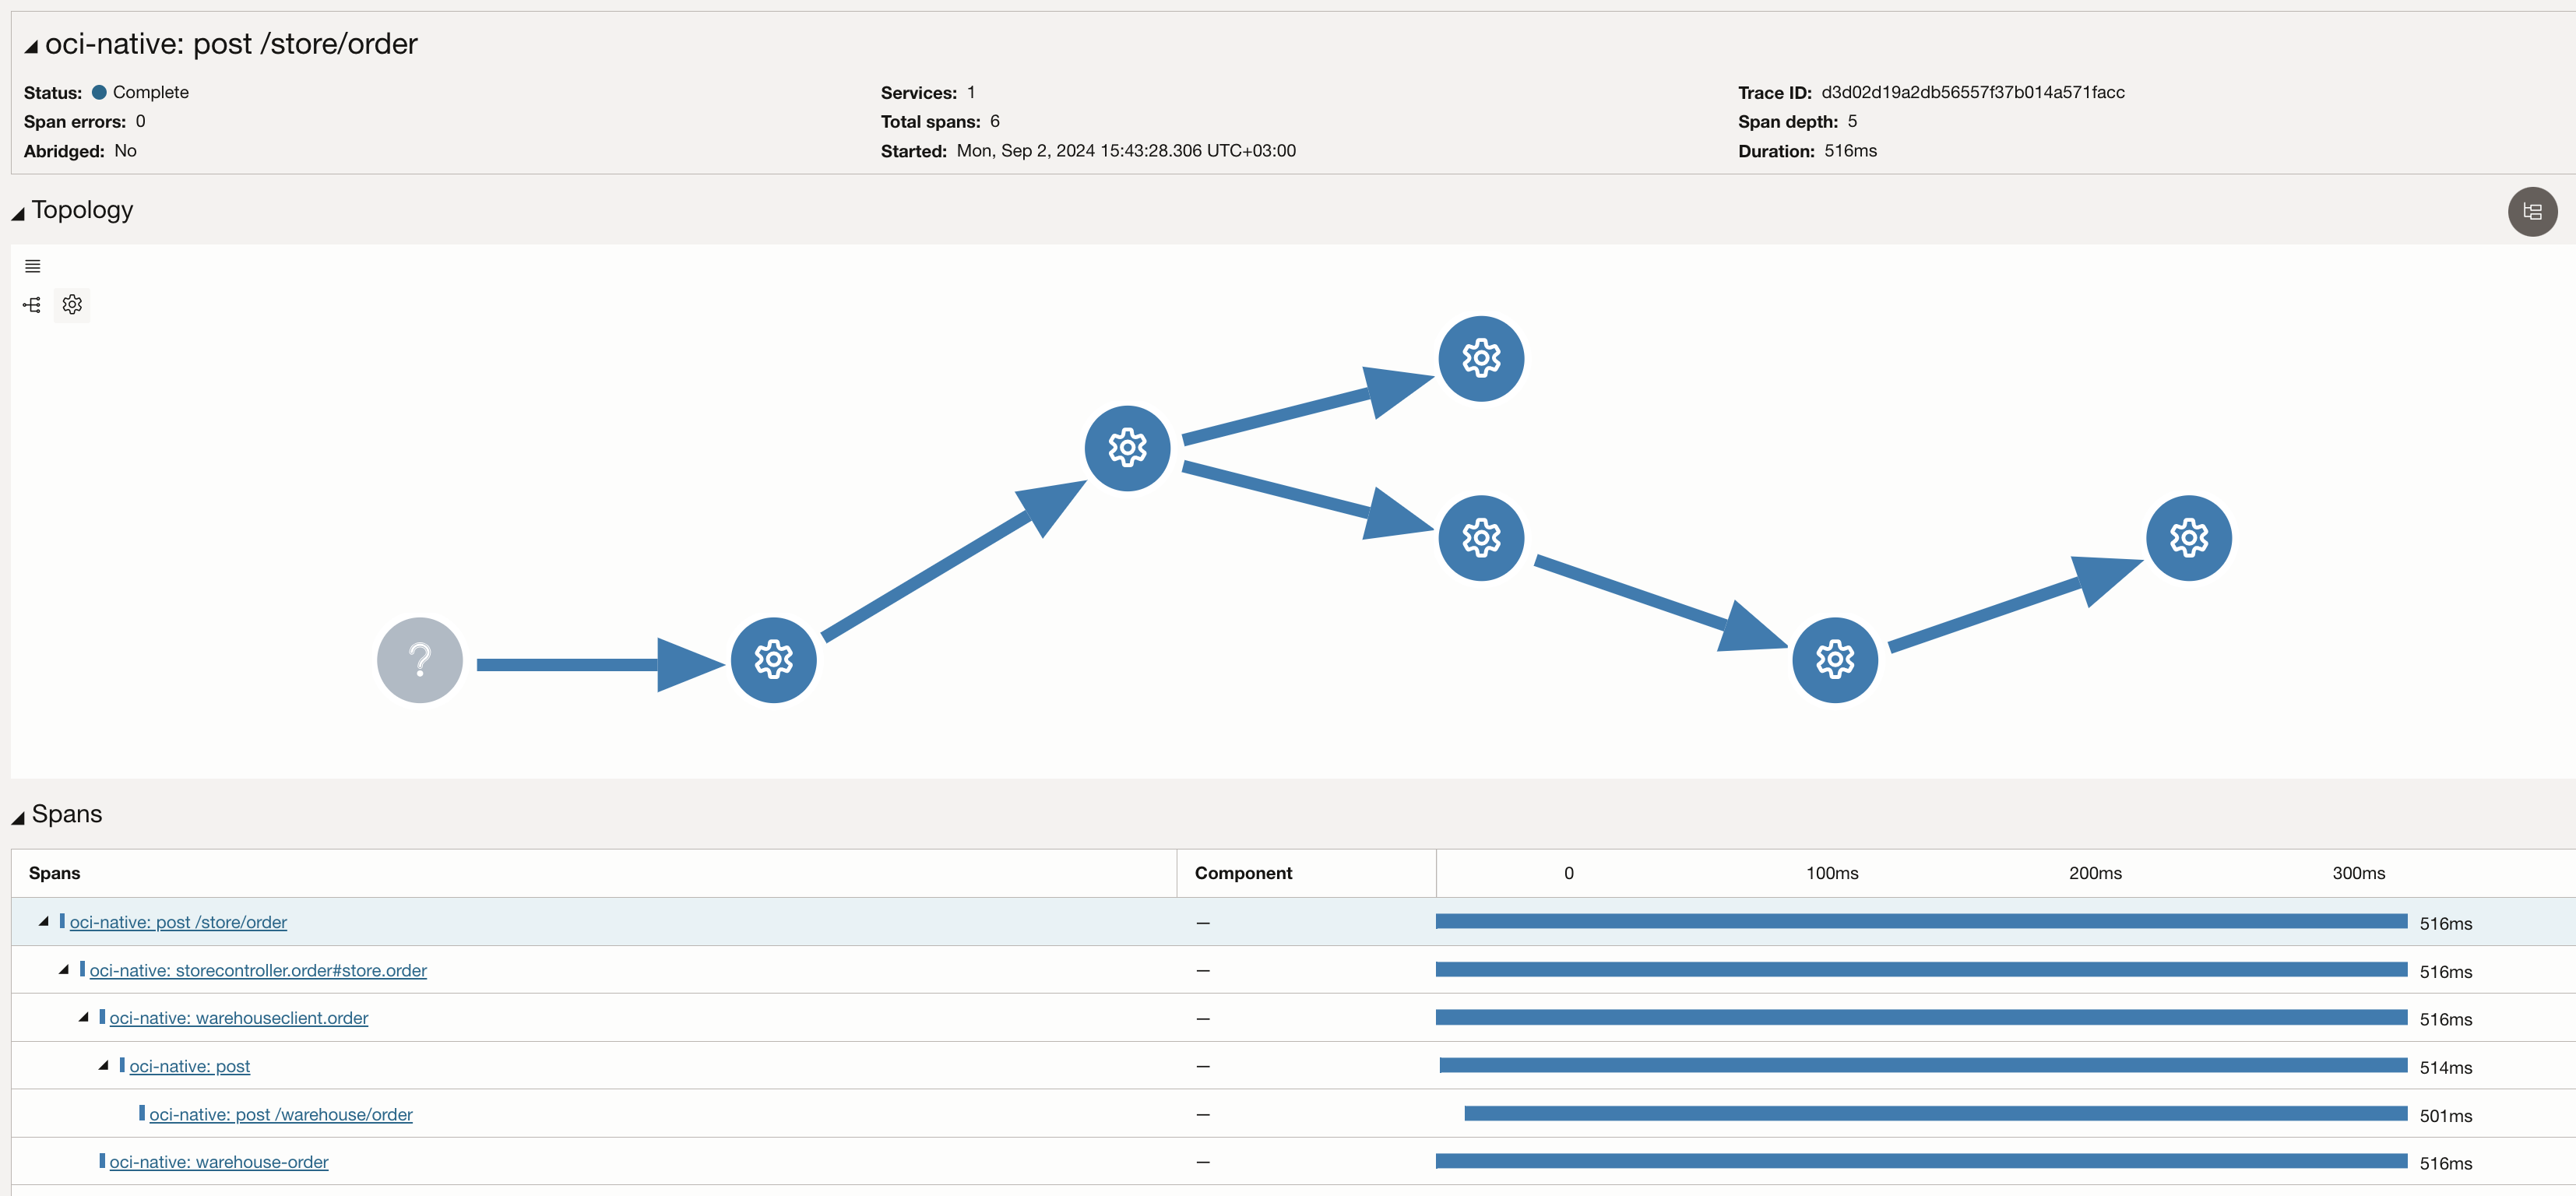 oci-native: post /store/order
Status: Complete
Services: 1
Trace ID: d3d02d19a2db56557f37b014a571facc
Span errors: 0
Total spans: 6
Span depth: 5
Abridged: No
Started: Mon, Sep 2, 2024 15:43:28.306 UTC+03:00
Duration: 516ms
Topology
?
Spans
Spans Component 0 100ms 200ms 300ms
oci-native: post /store/order — 516ms
oci-native: storecontroller.order#store.order — 516ms
oci-native: warehouseclient.order — 516ms
oci-native: post — 514ms
oci-native: post /warehouse/order — 501ms
oci-native: warehouse-order — 516ms